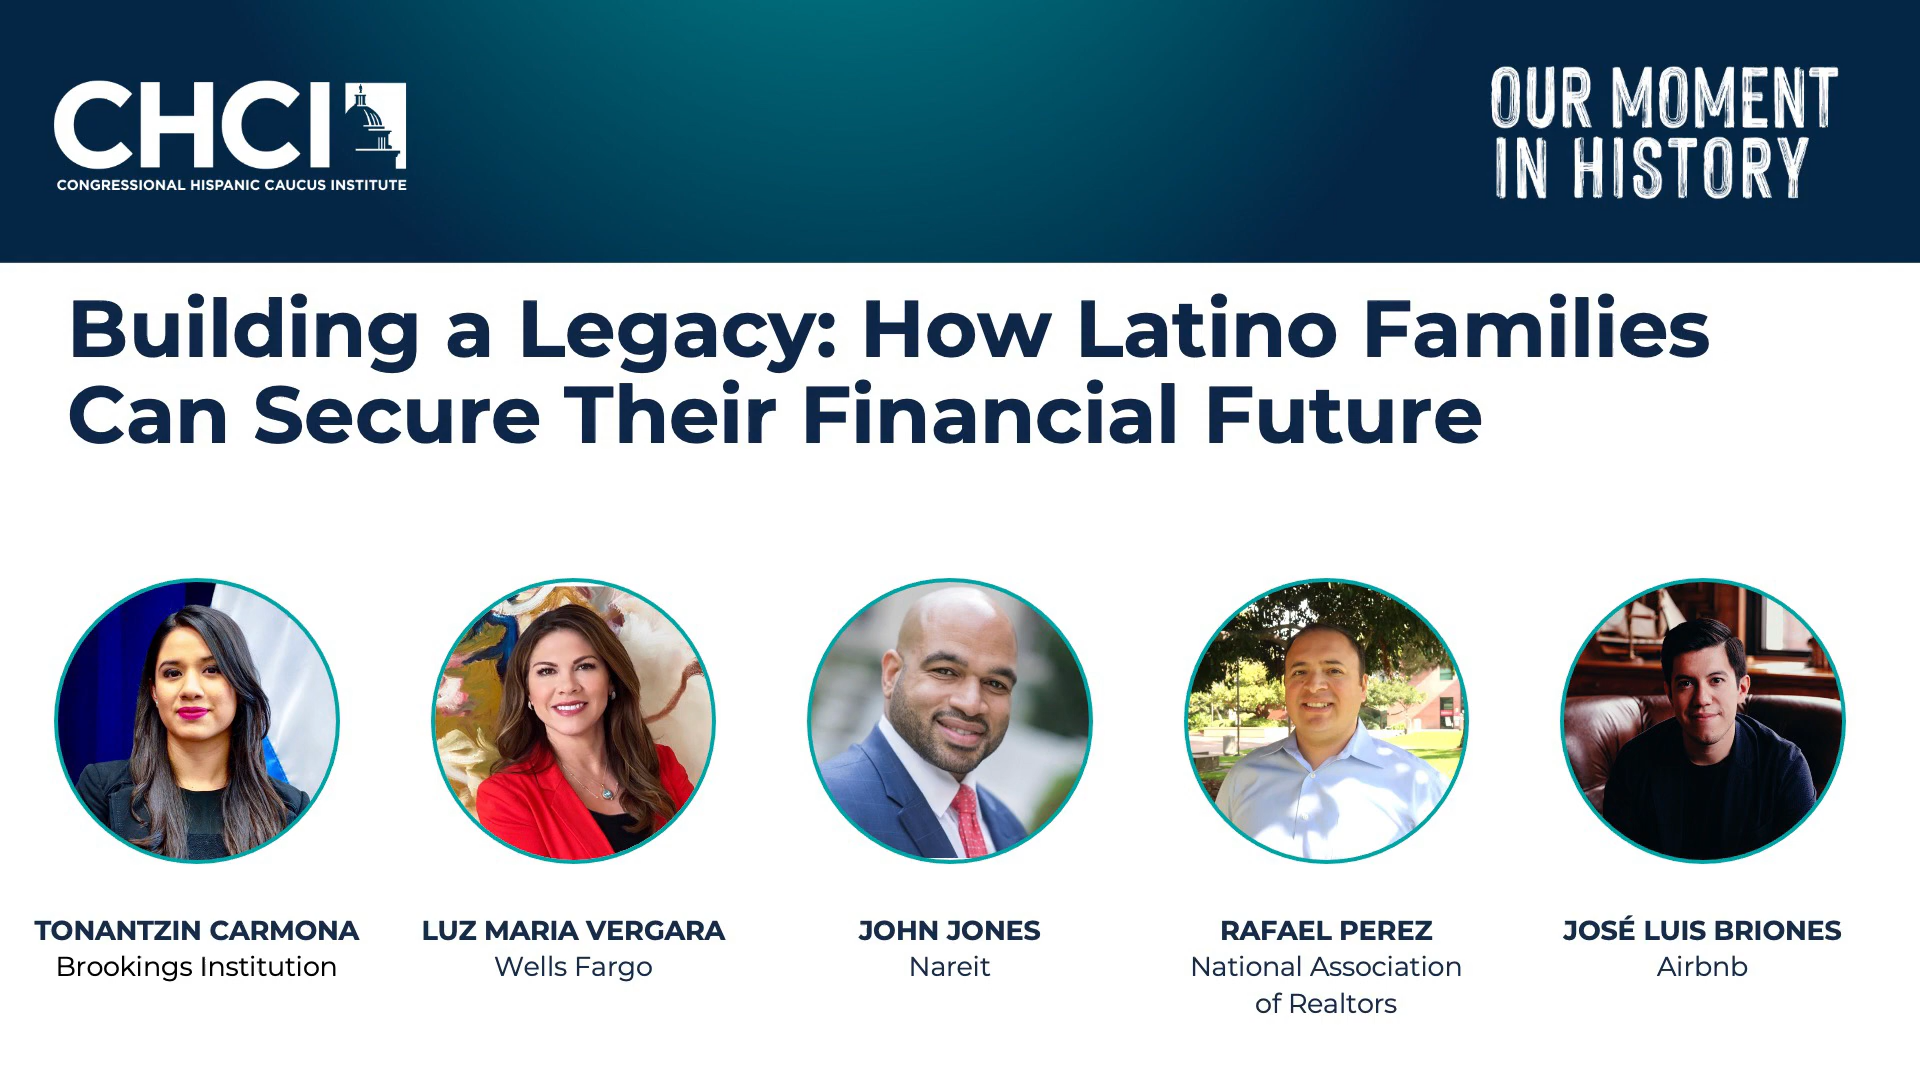 CHCI
CONGRESSIONAL HISPANIC CAUCUS INSTITUTE
OUR MOMENT
IN HISTORY
Building a Legacy: How Latino Families
Can Secure Their Financial Future
TONANTZIN CARMONA
Brookings Institution
LUZ MARIA VERGARA
Wells Fargo
JOHN JONES
Nareit
RAFAEL PEREZ
National Association
of Realtors
JOSÉ LUIS BRIONES
Airbnb